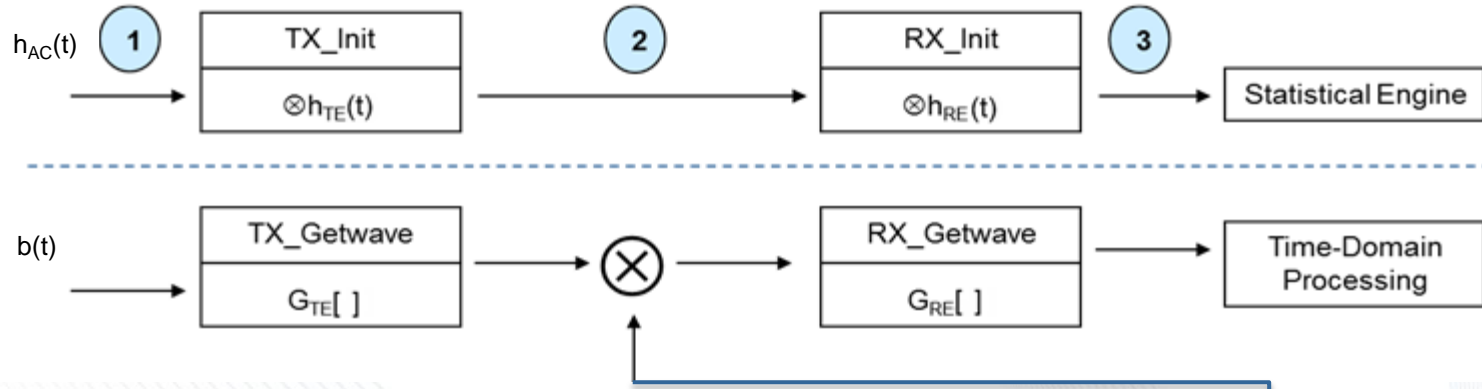 h_AC(t)
1
TX_Init
⊗h_TE(t)
2
RX_Init
⊗h_RE(t)
3
Statistical Engine
b(t)
TX_Getwave
G_TE[ ]
⊗
RX_Getwave
G_RE[ ]
Time-Domain
Processing